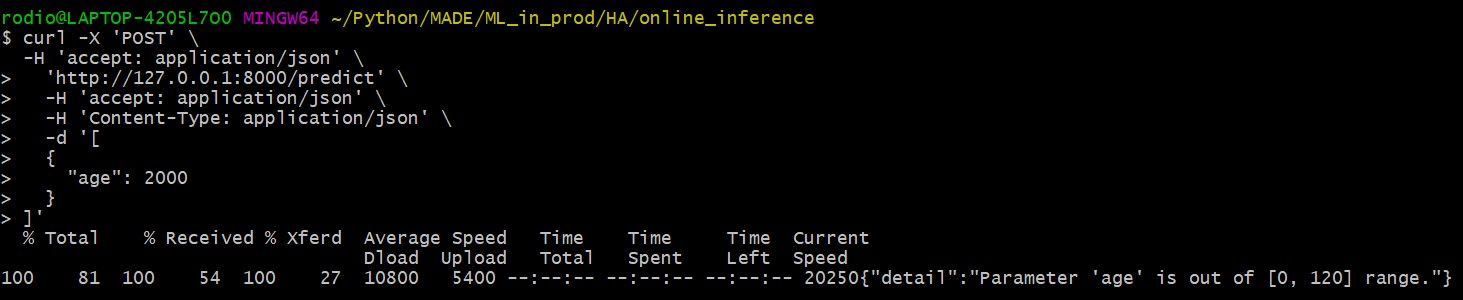 rodio@LAPTOP-4205L7OO MINGW64 ~/Python/MADE/ML_in_prod/HA/online_inference
$ curl -X 'POST' \
  -H 'accept: application/json' \
>   'http://127.0.0.1:8000/predict' \
>   -H 'accept: application/json' \
>   -H 'Content-Type: application/json' \
>   -d '[
>   {
>     "age": 2000
>   }
> ]'
  % Total    % Received % Xferd  Average Speed   Time    Time     Time  Current
                                 Dload  Upload   Total   Spent    Left  Speed
100    81  100    54  100    27  10800   5400 --:--:-- --:--:-- --:--:-- 20250{"detail":"Parameter 'age' is out of [0, 120] range."}